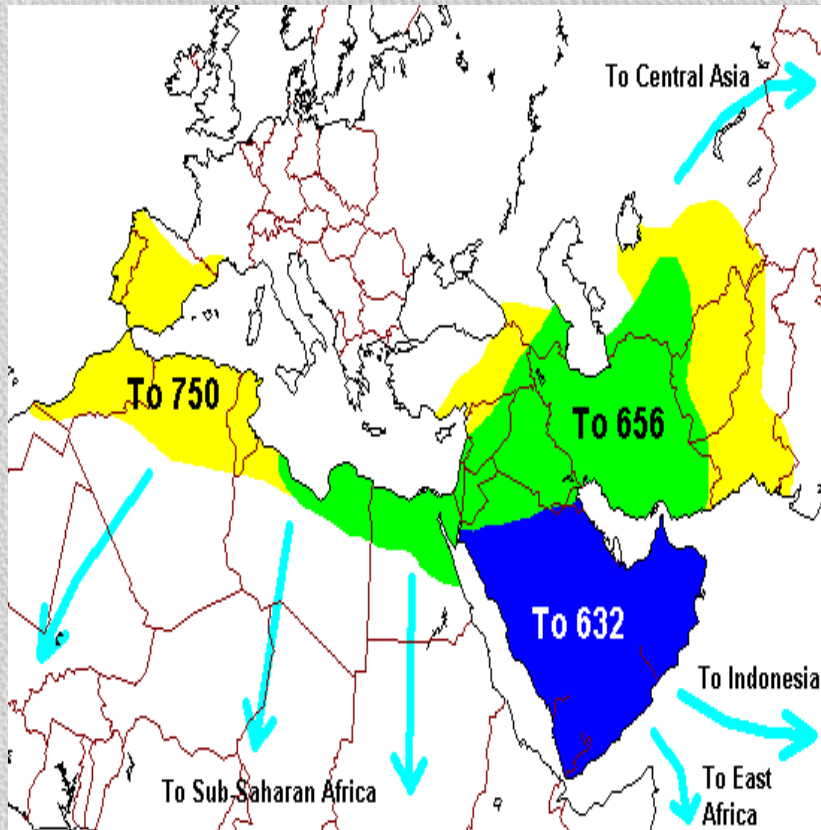 To Central Asia
To 750
To 656
To 632
To Indonesia
To Sub-Saharan Africa
To East
Africa